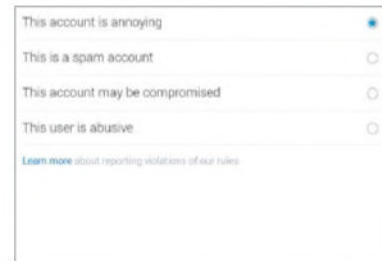 This account is annoying
This is a spam account
This account may be compromised
This user is abusive
Learn more about reporting violations of our rules